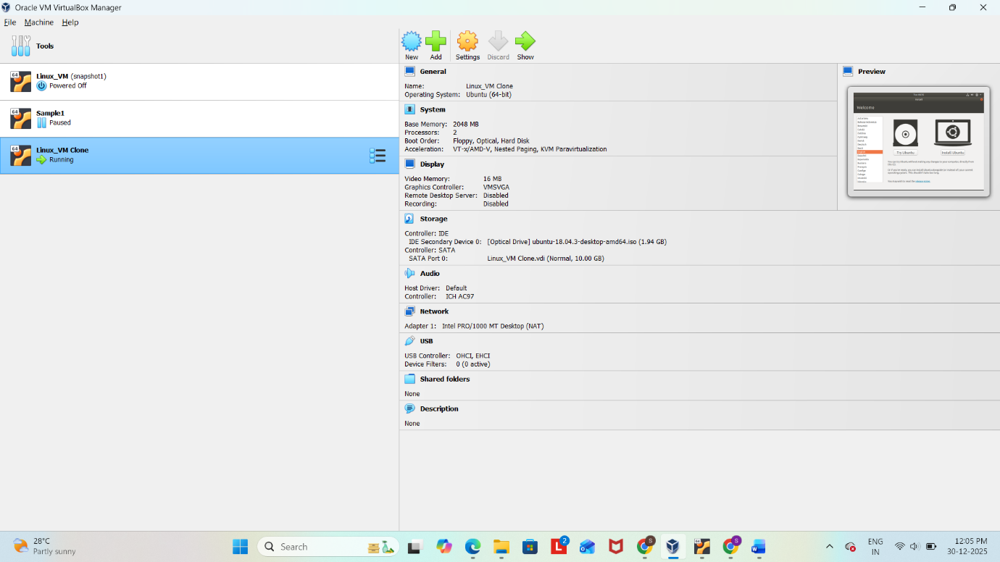 Oracle VM VirtualBox Manager
File Machine Help
Tools
New Add Settings Discard Show
64
Linux_VM (snapshot1)
Powered Off
64
Sample1
Paused
64
Linux_VM Clone
Running
General
Name: Linux_VM Clone
Operating System: Ubuntu (64-bit)
System
Base Memory: 2048 MB
Processors: 2
Boot Order: Floppy, Optical, Hard Disk
Acceleration: VT-x/AMD-V, Nested Paging, KVM Paravirtualization
Display
Video Memory: 16 MB
Graphics Controller: VMSVGA
Remote Desktop Server: Disabled
Recording: Disabled
Storage
Controller: IDE
IDE Secondary Device 0: [Optical Drive] ubuntu-18.04.3-desktop-amd64.iso (1.94 GB)
Controller: SATA
SATA Port 0: Linux_VM Clone.vdi (Normal, 10.00 GB)
Audio
Host Driver: Default
Controller: ICH AC97
Network
Adapter 1: Intel PRO/1000 MT Desktop (NAT)
USB
USB Controller: OHCI, EHCI
Device Filters: 0 (0 active)
Shared folders
None
Description
None
Preview
Install
Welcome
Try Ubuntu Install Ubuntu
28°C
Partly sunny
Search
L 2
S
64
S
W
ENG
IN
12:05 PM
30-12-2025